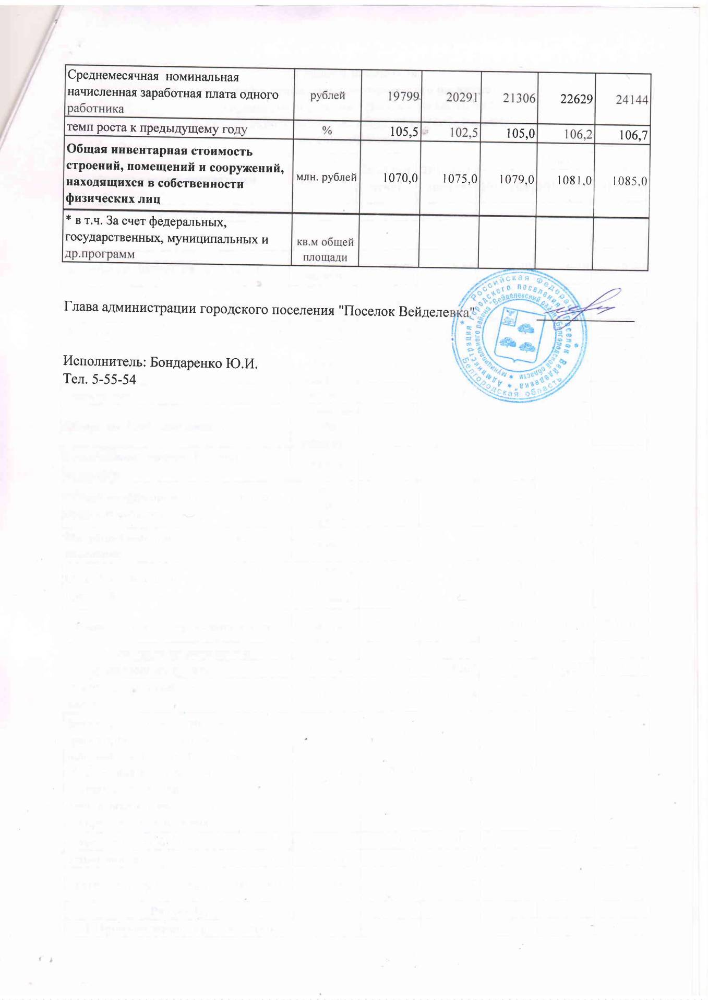 Среднемесячная номинальная
начисленная заработная плата одного
работника
рублей 19799 20291 21306 22629 24144
темп роста к предыдущему году % 105,5 102,5 105,0 106,2 106,7
Общая инвентарная стоимость
строений, помещений и сооружений,
находящихся в собственности
физических лиц
млн. рублей 1070,0 1075,0 1079,0 1081,0 1085,0
* в т.ч. За счет федеральных,
государственных, муниципальных и
др.программ
кв.м общей
площади
Глава администрации городского поселения "Поселок Вейделевка"
Российская Федерация
Белгородская область
* Администрация городского поселения "Поселок Вейделевка" *
* муниципального района "Вейделевский район" Белгородской области
Исполнитель: Бондаренко Ю.И.
Тел. 5-55-54